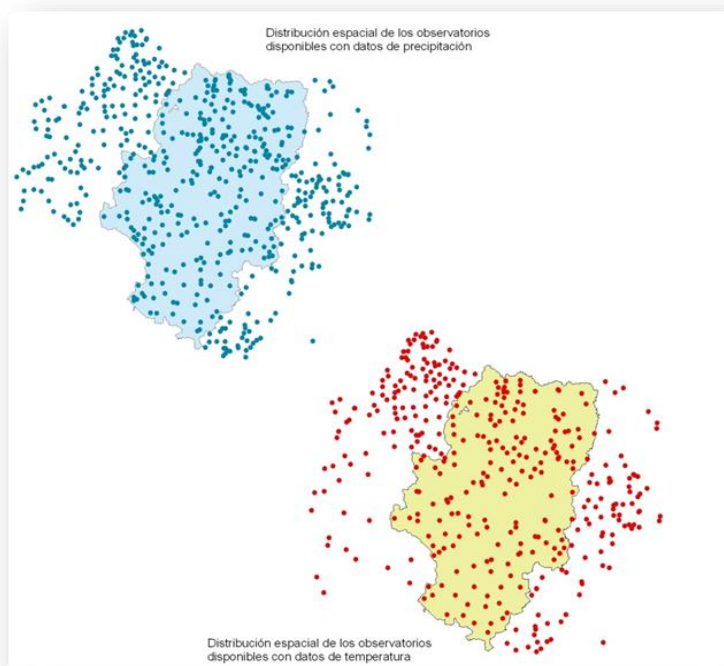 Distribución espacial de los observatorios
disponibles con datos de precipitación
Distribución espacial de los observatorios
disponibles con datos de temperatura